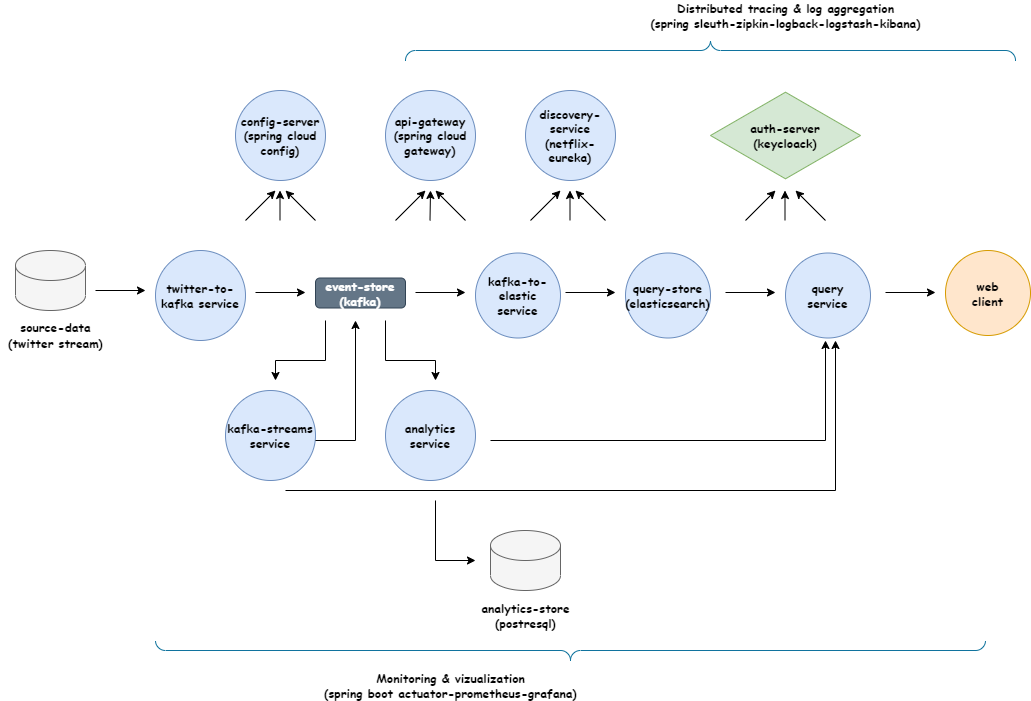 Distributed tracing & log aggregation
(spring sleuth-zipkin-logback-logstash-kibana)
config-server
(spring cloud
config)
api-gateway
(spring cloud
gateway)
discovery-
service
(netflix-
eureka)
auth-server
(keycloack)
source-data
(twitter stream)
twitter-to-
kafka service
event-store
(kafka)
kafka-to-
elastic
service
query-store
(elasticsearch)
query
service
web
client
kafka-streams
service
analytics
service
analytics-store
(postresql)
Monitoring & vizualization
(spring boot actuator-prometheus-grafana)